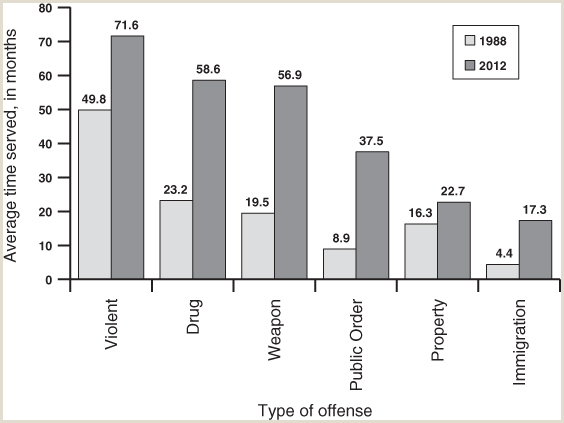 Average time served, in months
80
70
60
50
40
30
20
10
0
1988
2012
49.8
71.6
23.2
58.6
19.5
56.9
8.9
37.5
16.3
22.7
4.4
17.3
Violent
Drug
Weapon
Public Order
Property
Immigration
Type of offense